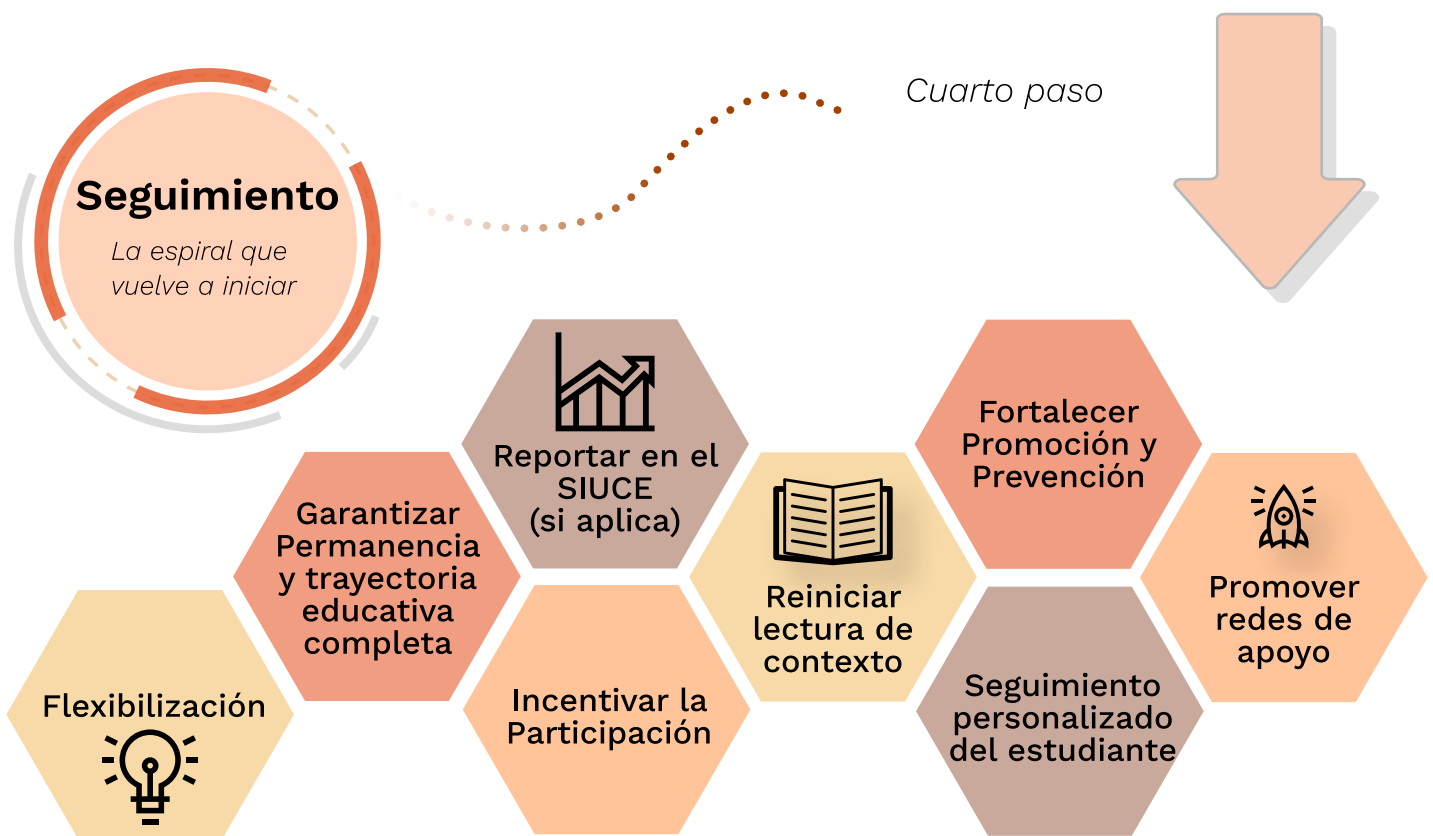 Cuarto paso
Seguimiento
La espiral que
vuelve a iniciar
Flexibilización
Garantizar
Permanencia
y trayectoria
educativa
completa
Reportar en el
SIUCE
(si aplica)
Incentivar la
Participación
Reiniciar
lectura de
contexto
Fortalecer
Promoción y
Prevención
Seguimiento
personalizado
del estudiante
Promover
redes de
apoyo